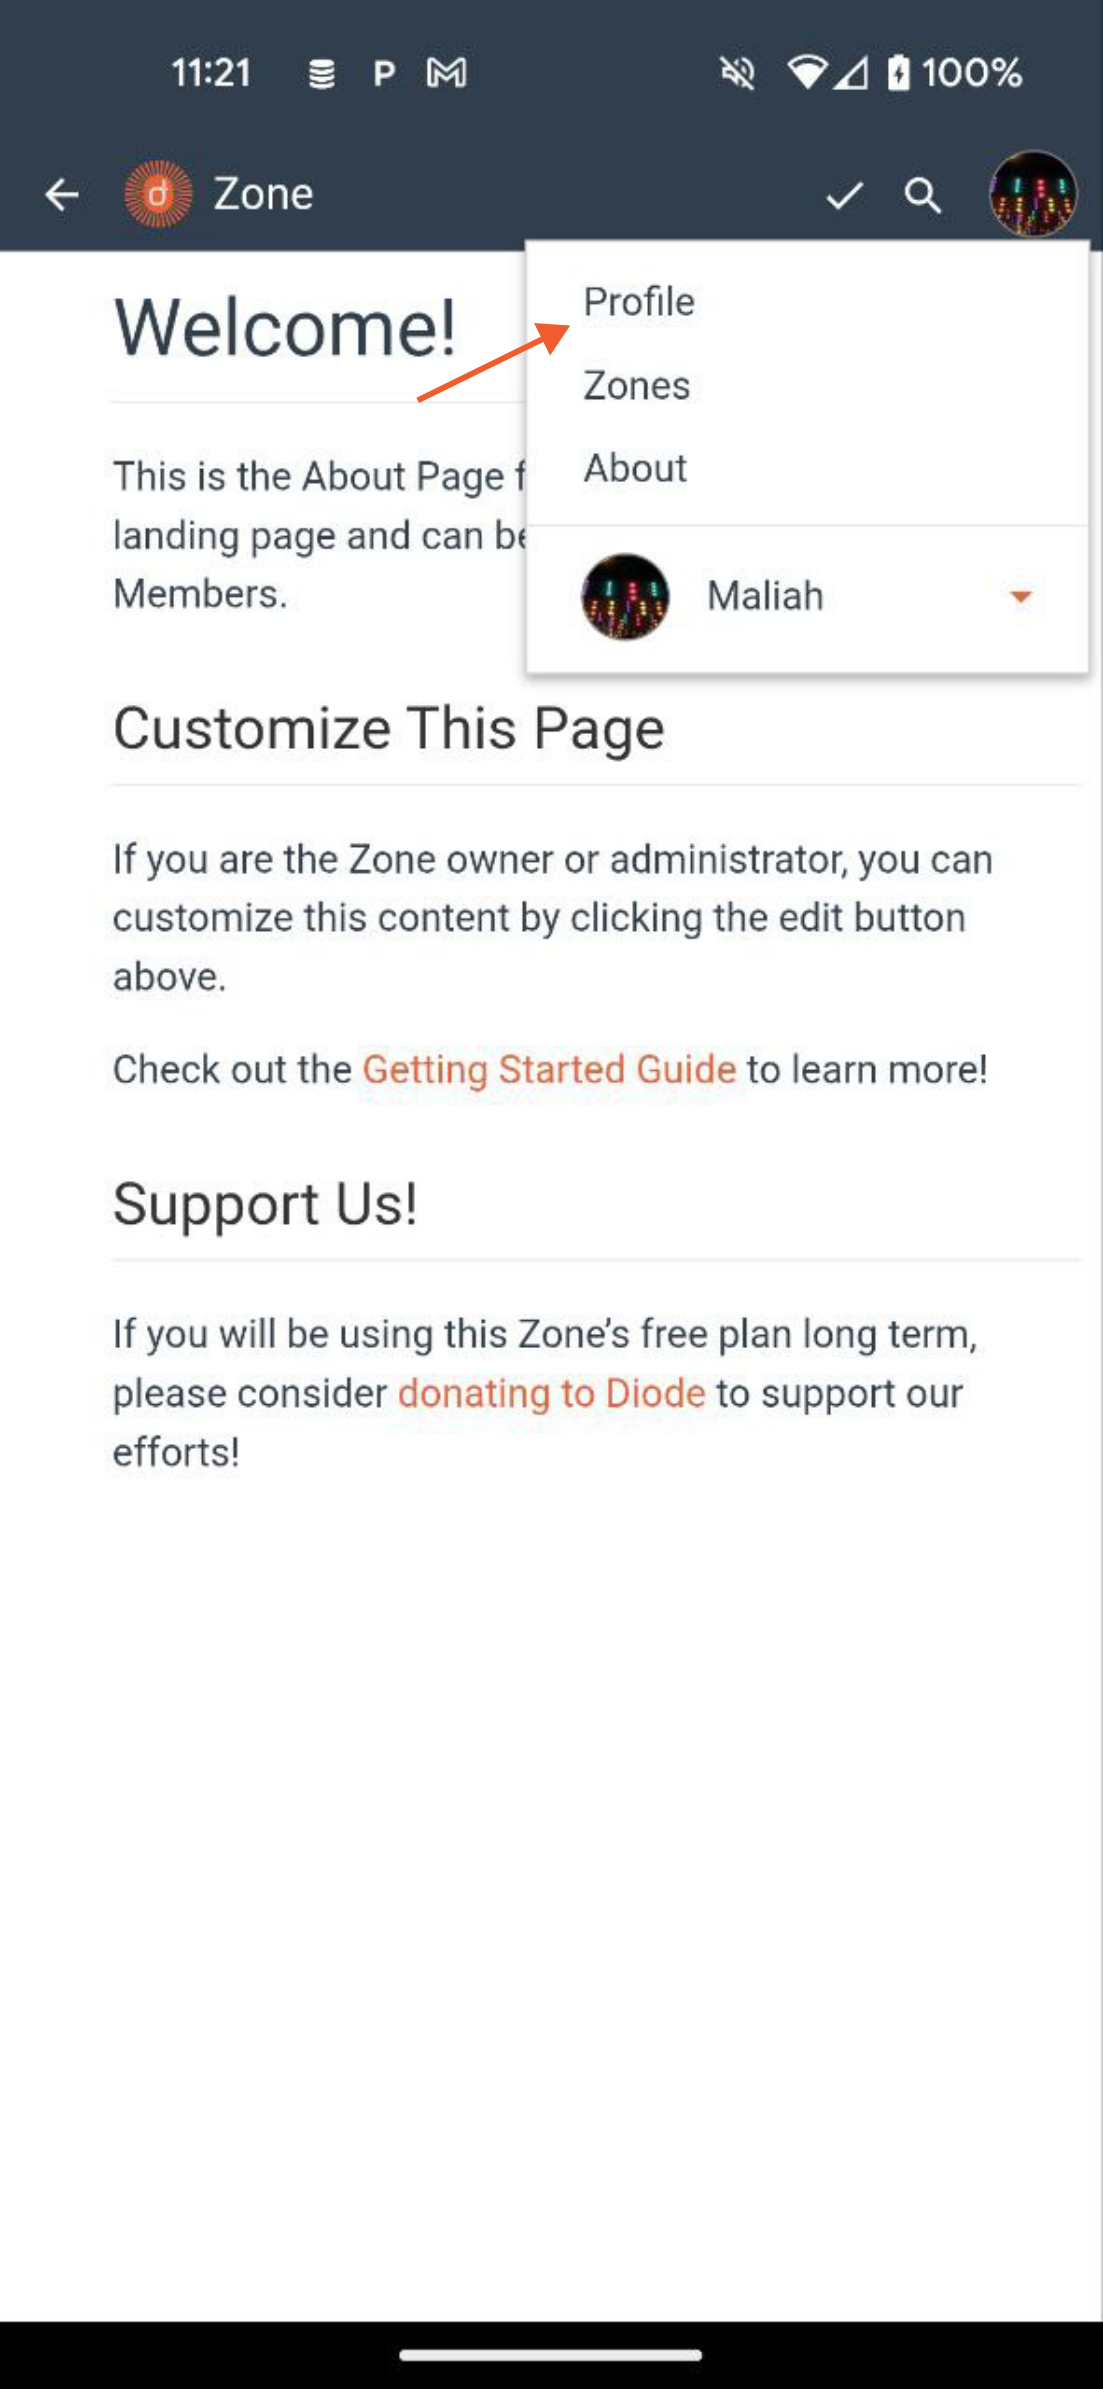 11:21 P 100%
d Zone
Profile
Zones
About
Maliah
Welcome!
This is the About Page
landing page and can
Members.
Customize This Page
If you are the Zone owner or administrator, you can
customize this content by clicking the edit button
above.
Check out the Getting Started Guide to learn more!
Support Us!
If you will be using this Zone’s free plan long term,
please consider donating to Diode to support our
efforts!